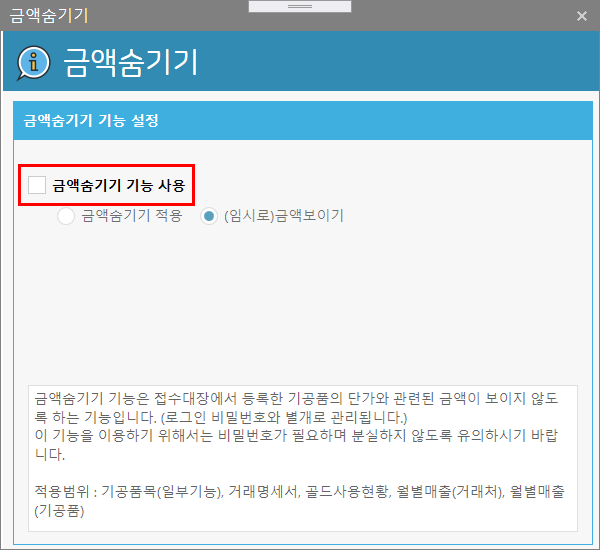 금액숨기기
금액숨기기
금액숨기기 기능 설정
금액숨기기 기능 사용
금액숨기기 적용 (임시로)금액보이기
금액숨기기 기능은 접수대장에서 등록한 기공품의 단가와 관련된 금액이 보이지 않도
록 하는 기능입니다. (로그인 비밀번호와 별개로 관리됩니다.)
이 기능을 이용하기 위해서는 비밀번호가 필요하며 분실하지 않도록 유의하시기 바랍
니다.
적용범위 : 기공품목(일부기능), 거래명세서, 골드사용현황, 월별매출(거래처), 월별매출
(기공품)